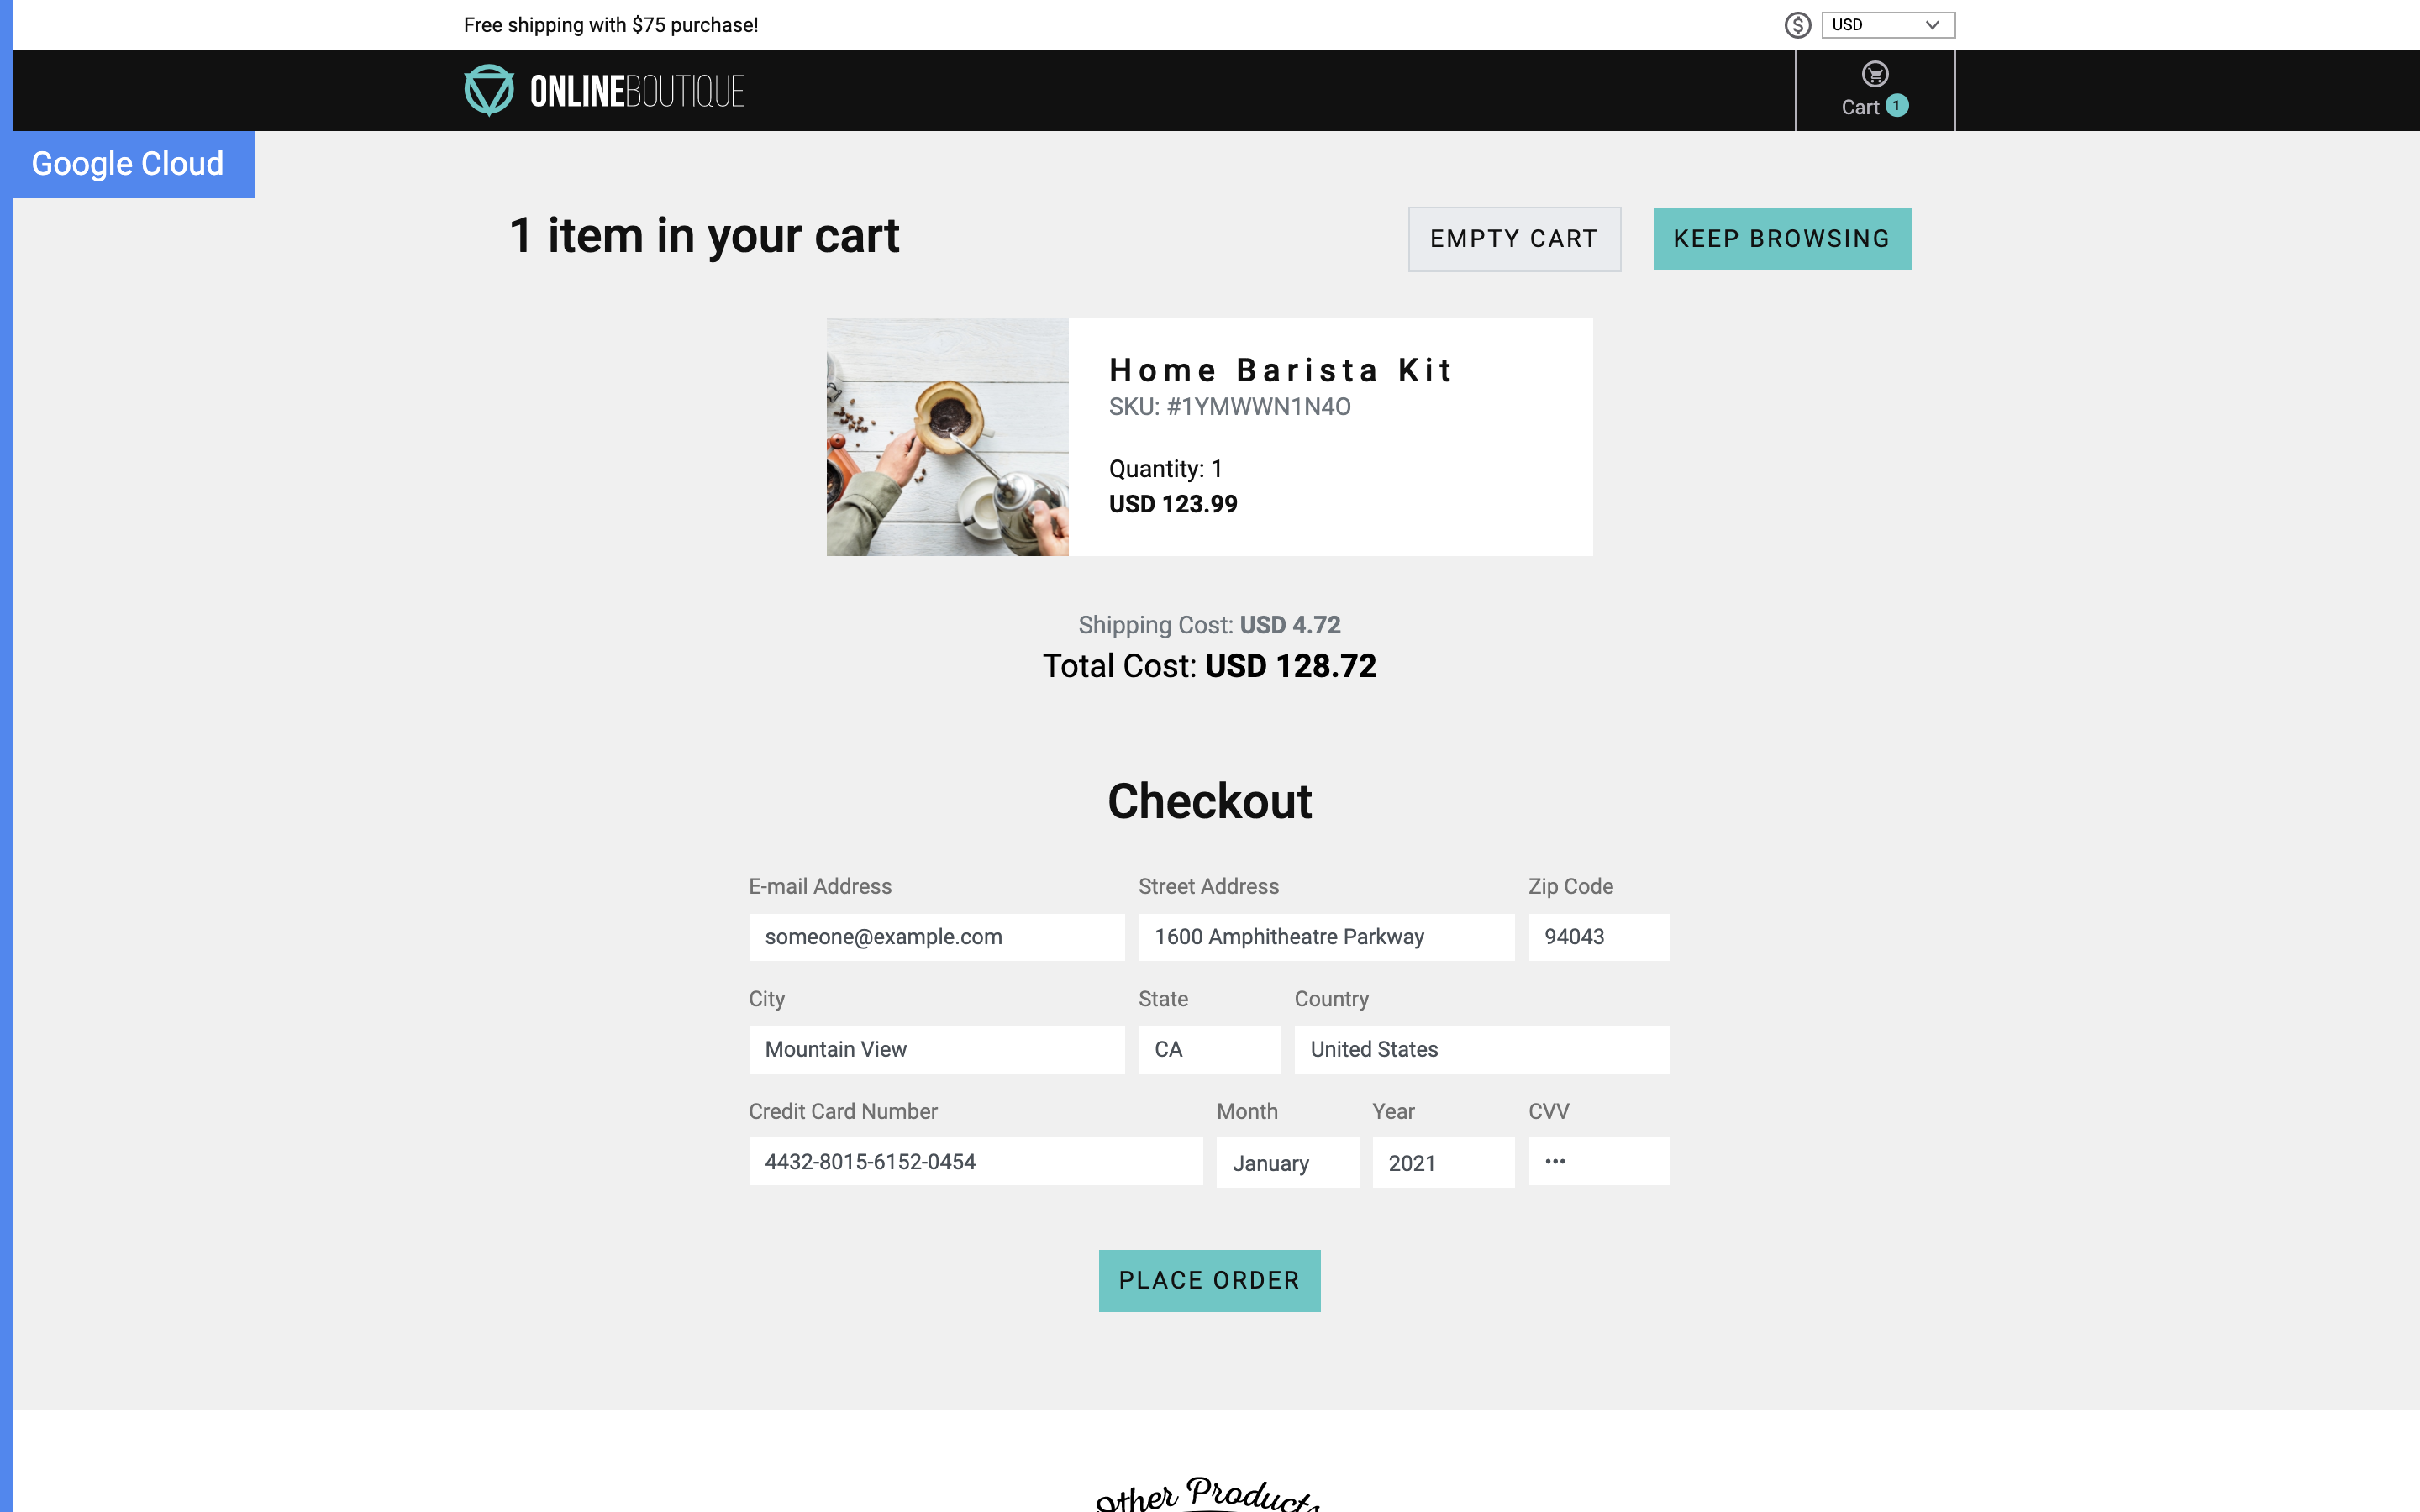 Free shipping with $75 purchase!
USD
ONLINEBOUTIQUE
Cart 1
Google Cloud
1 item in your cart
EMPTY CART
KEEP BROWSING
Home Barista Kit
SKU: #1YMWWN1N4O
Quantity: 1
USD 123.99
Shipping Cost: USD 4.72
Total Cost: USD 128.72
Checkout
E-mail Address
Street Address
Zip Code
someone@example.com
1600 Amphitheatre Parkway
94043
City
State
Country
Mountain View
CA
United States
Credit Card Number
Month
Year
CVV
4432-8015-6152-0454
January
2021
•••
PLACE ORDER
Other Products